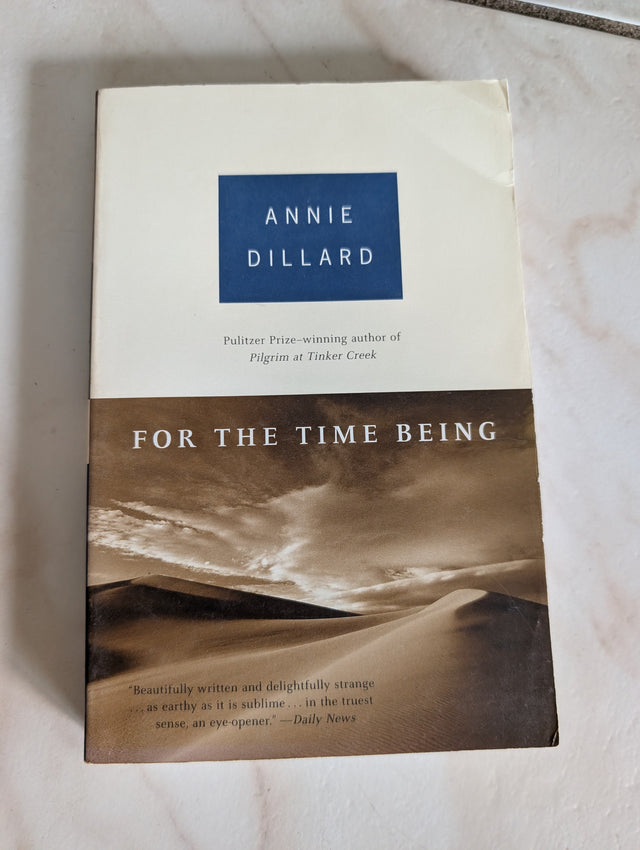 ANNIE
DILLARD
Pulitzer Prize–winning author of
Pilgrim at Tinker Creek
FOR THE TIME BEING
“Beautifully written and delightfully strange
. . . as earthy as it is sublime . . . in the truest
sense, an eye-opener.” —Daily News